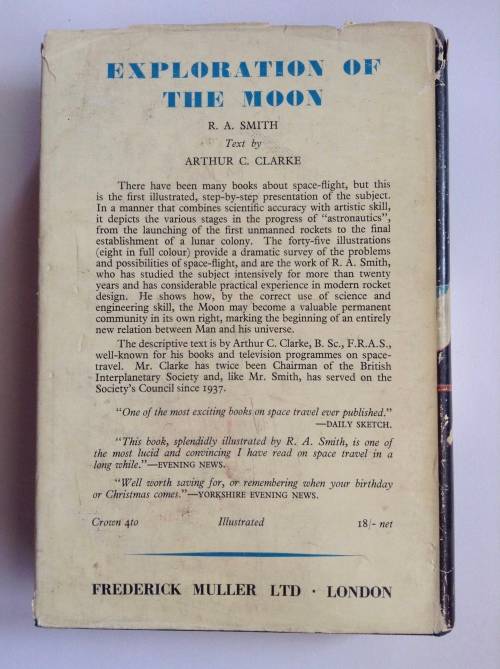 EXPLORATION OF
THE MOON
R. A. SMITH
Text by
ARTHUR C. CLARKE
There have been many books about space-flight, but this
is the first illustrated, step-by-step presentation of the subject.
In a manner that combines scientific accuracy with artistic skill,
it depicts the various stages in the progress of "astronautics",
from the launching of the first unmanned rockets to the final
establishment of a lunar colony. The forty-five illustrations
(eight in full colour) provide a dramatic survey of the problems
and possibilities of space-flight, and are the work of R. A. Smith,
who has studied the subject intensively for more than twenty
years and has considerable practical experience in modern rocket
design. He shows how, by the correct use of science and
engineering skill, the Moon may become a valuable permanent
community in its own right, marking the beginning of an entirely
new relation between Man and his universe.
The descriptive text is by Arthur C. Clarke, B. Sc., F.R.A.S.,
well-known for his books and television programmes on space-
travel. Mr. Clarke has twice been Chairman of the British
Interplanetary Society and, like Mr. Smith, has served on the
Society's Council since 1937.
"One of the most exciting books on space travel ever published."
—DAILY SKETCH.
"This book, splendidly illustrated by R. A. Smith, is one of
the most lucid and convincing I have read on space travel in a
long while."—EVENING NEWS.
"Well worth saving for, or remembering when your birthday
or Christmas comes."—YORKSHIRE EVENING NEWS.
Crown 4to Illustrated 18/- net
FREDERICK MULLER LTD · LONDON